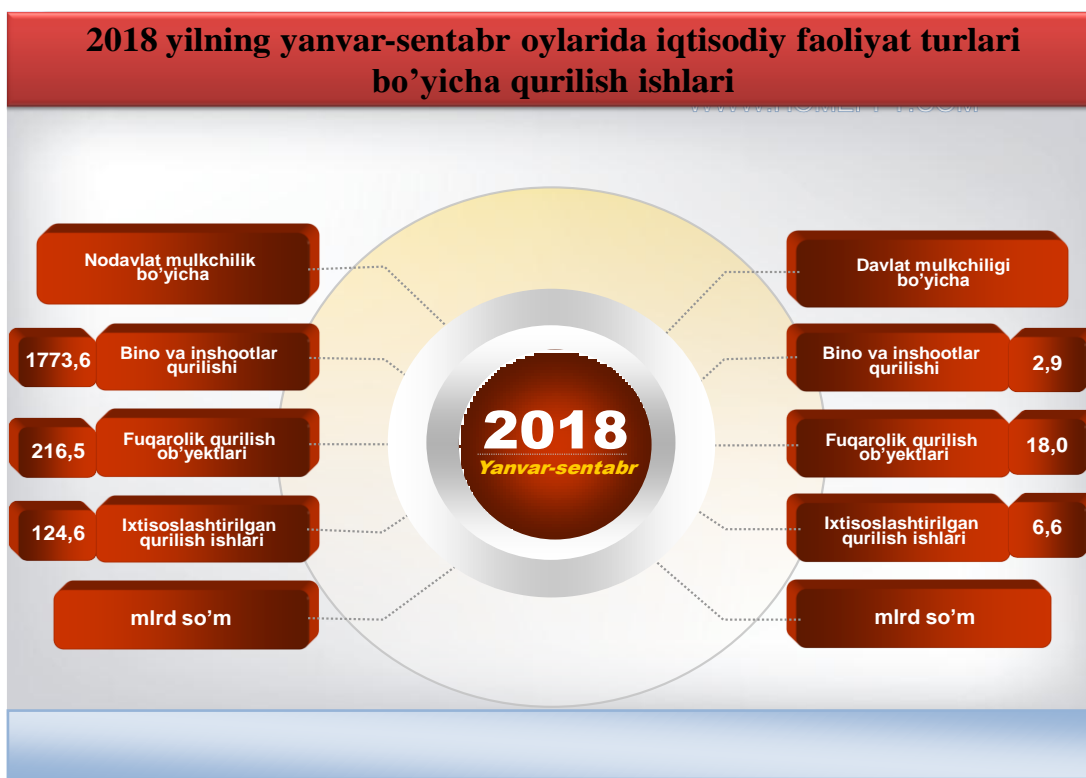 2018 yilning yanvar-sentabr oylarida iqtisodiy faoliyat turlari
bo’yicha qurilish ishlari
Nodavlat mulkchilik
bo’yicha
1773,6
Bino va inshootlar
qurilishi
216,5
Fuqarolik qurilish
ob’yektlari
124,6
Ixtisoslashtirilgan
qurilish ishlari
mlrd so’m
2018
Yanvar-sentabr
Davlat mulkchiligi
bo’yicha
Bino va inshootlar
qurilishi
2,9
Fuqarolik qurilish
ob’yektlari
18,0
Ixtisoslashtirilgan
qurilish ishlari
6,6
mlrd so’m